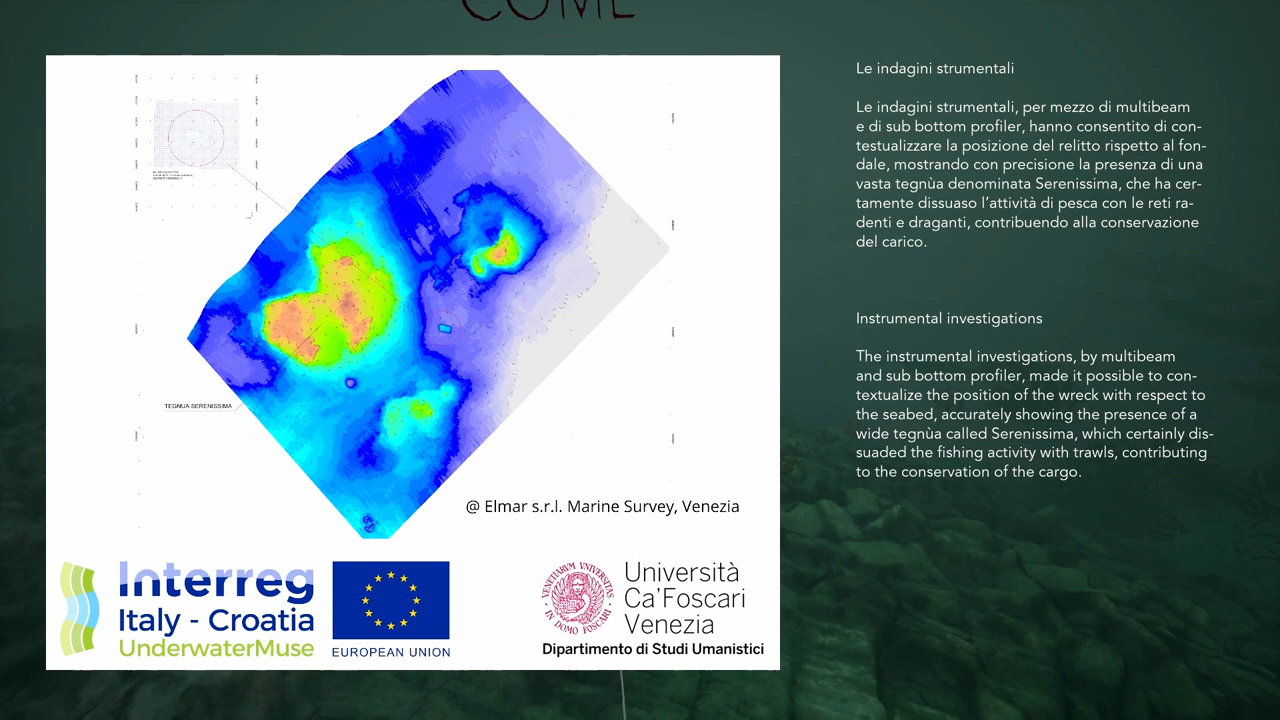 COME
TEGNÙA SERENISSIMA
@ Elmar s.r.l. Marine Survey, Venezia
Interreg
Italy - Croatia
UnderwaterMuse
EUROPEAN UNION
VENETIARUM UNIVERSITAS
IN DOMO FOSCARI
Università
Ca'Foscari
Venezia
Dipartimento di Studi Umanistici
Le indagini strumentali
Le indagini strumentali, per mezzo di multibeam
e di sub bottom profiler, hanno consentito di con-
testualizzare la posizione del relitto rispetto al fon-
dale, mostrando con precisione la presenza di una
vasta tegnùa denominata Serenissima, che ha cer-
tamente dissuaso l'attività di pesca con le reti ra-
denti e draganti, contribuendo alla conservazione
del carico.
Instrumental investigations
The instrumental investigations, by multibeam
and sub bottom profiler, made it possible to con-
textualize the position of the wreck with respect to
the seabed, accurately showing the presence of a
wide tegnùa called Serenissima, which certainly dis-
suaded the fishing activity with trawls, contributing
to the conservation of the cargo.